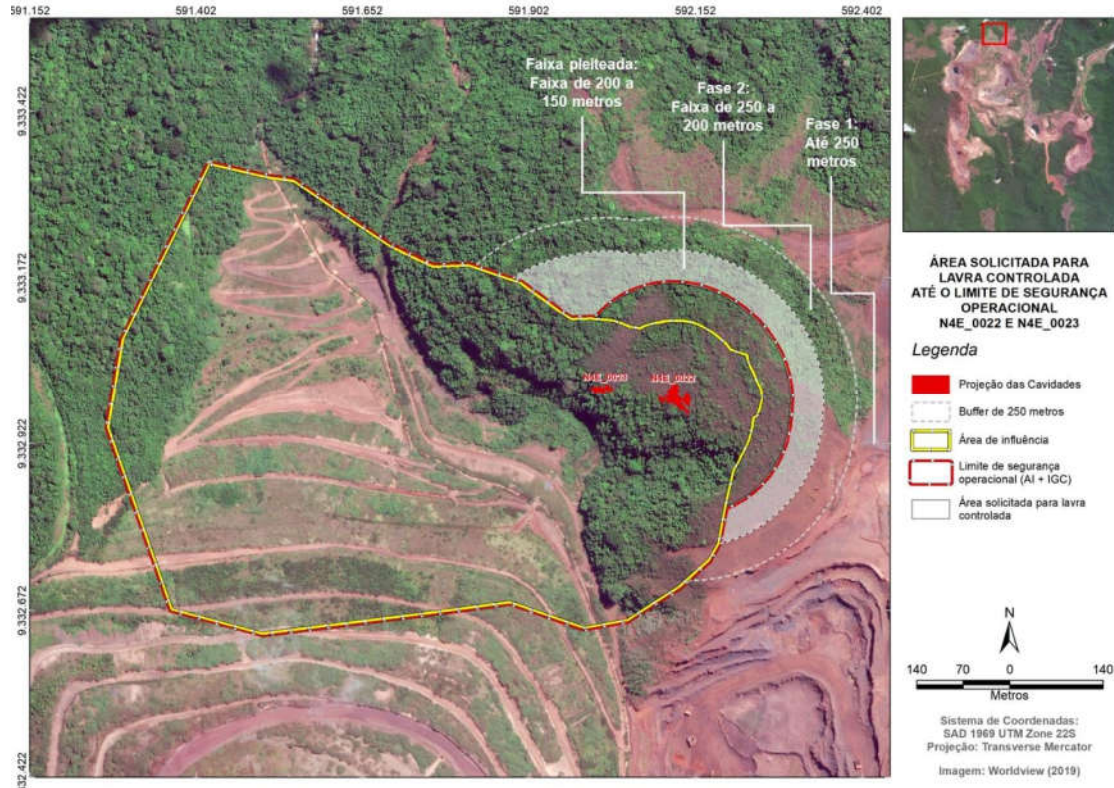 591.152
591.402
591.652
591.902
592.152
592.402
9.333.422
9.333.172
9.332.922
9.332.672
32.422
Faixa pleiteada:
Faixa de 200 a
150 metros
Fase 2:
Faixa de 250 a
200 metros
Fase 1:
Até 250
metros
N4E_0023
N4E_0022
ÁREA SOLICITADA PARA
LAVRA CONTROLADA
ATÉ O LIMITE DE SEGURANÇA
OPERACIONAL
N4E_0022 E N4E_0023
Legenda
Projeção das Cavidades
Buffer de 250 metros
Área de influência
Limite de segurança
operacional (AI + IGC)
Área solicitada para lavra
controlada
N
140 70 0 140
Metros
Sistema de Coordenadas:
SAD 1969 UTM Zone 22S
Projeção: Transverse Mercator
Imagem: Worldview (2019)